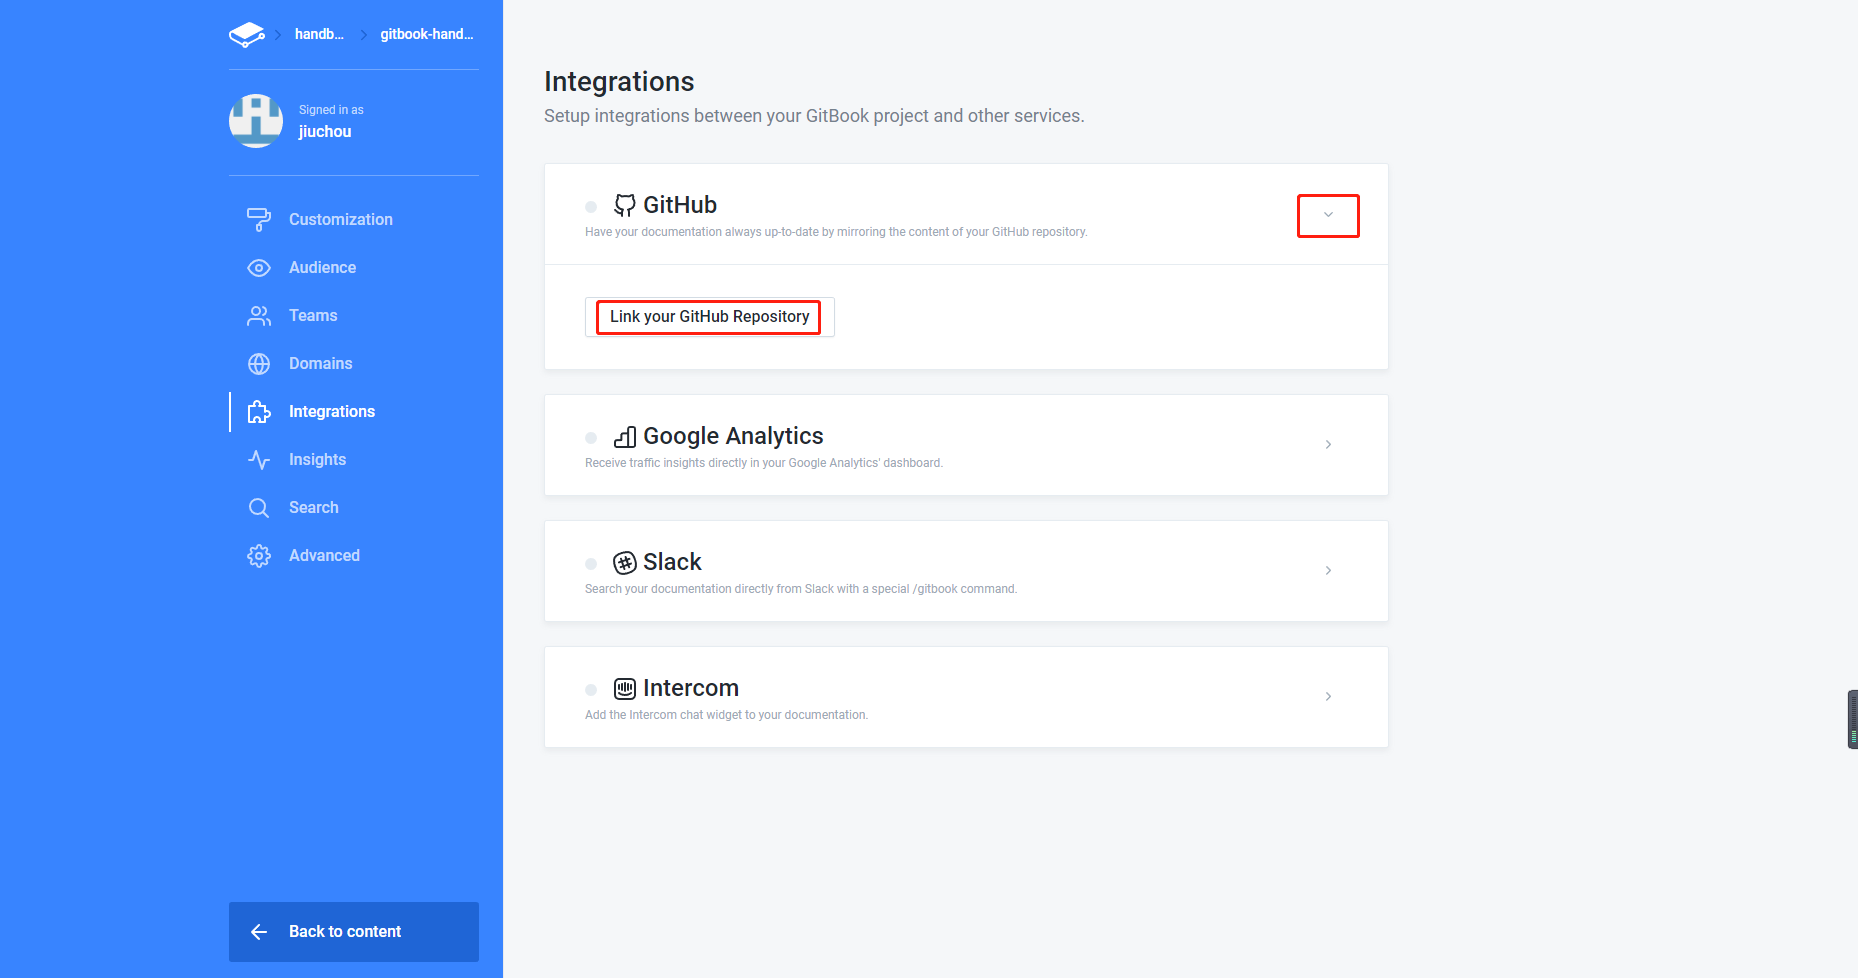 handb...
gitbook-hand...
Signed in as
jiuchou
Customization
Audience
Teams
Domains
Integrations
Insights
Search
Advanced
Back to content
Integrations
Setup integrations between your GitBook project and other services.
GitHub
Have your documentation always up-to-date by mirroring the content of your GitHub repository.
Link your GitHub Repository
Google Analytics
Receive traffic insights directly in your Google Analytics' dashboard.
Slack
Search your documentation directly from Slack with a special /gitbook command.
Intercom
Add the Intercom chat widget to your documentation.